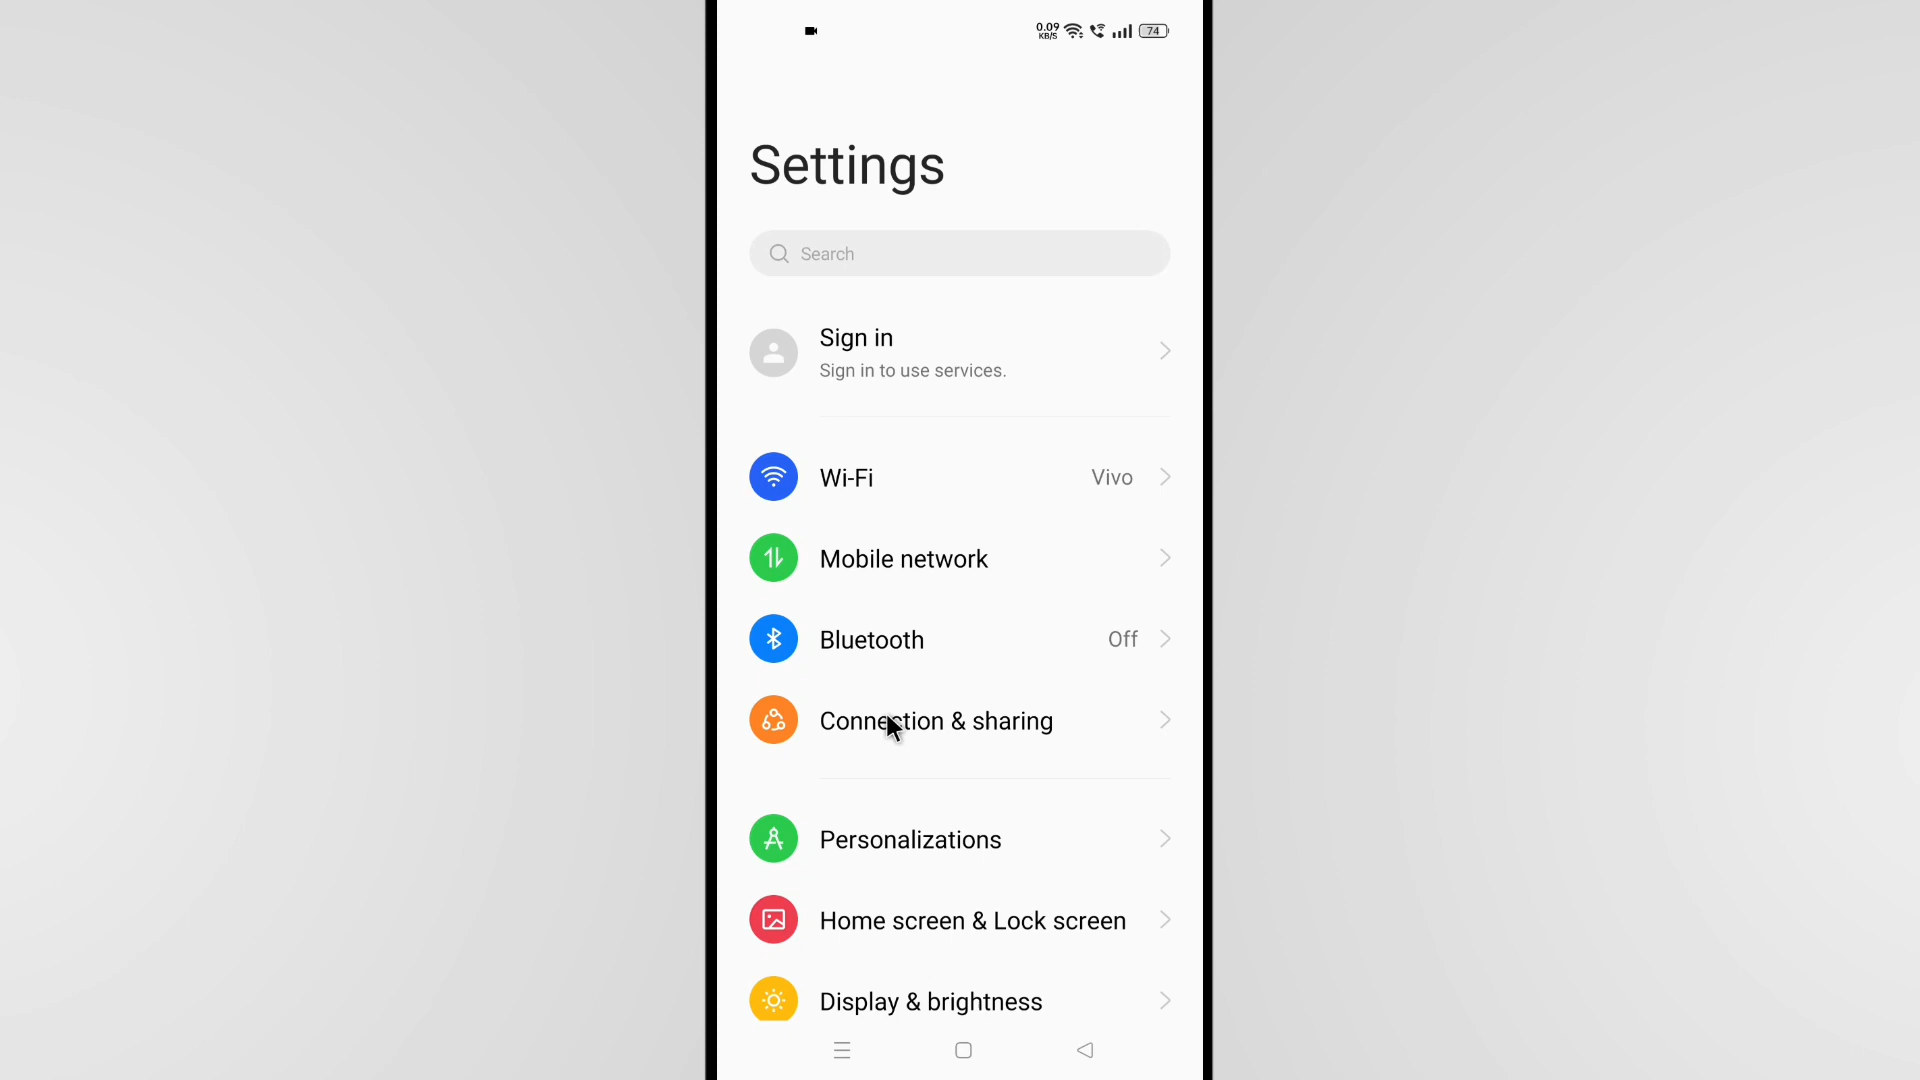 0.09
KB/S
74
Settings
Search
Sign in
Sign in to use services.
Wi-Fi Vivo
Mobile network
Bluetooth Off
Connection & sharing
Personalizations
Home screen & Lock screen
Display & brightness